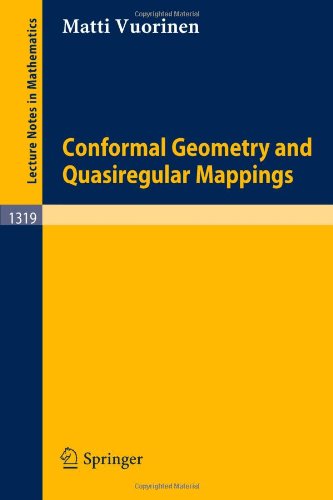 Matti Vuorinen
Lecture Notes in Mathematics
Conformal Geometry and
Quasiregular Mappings
1319
Springer